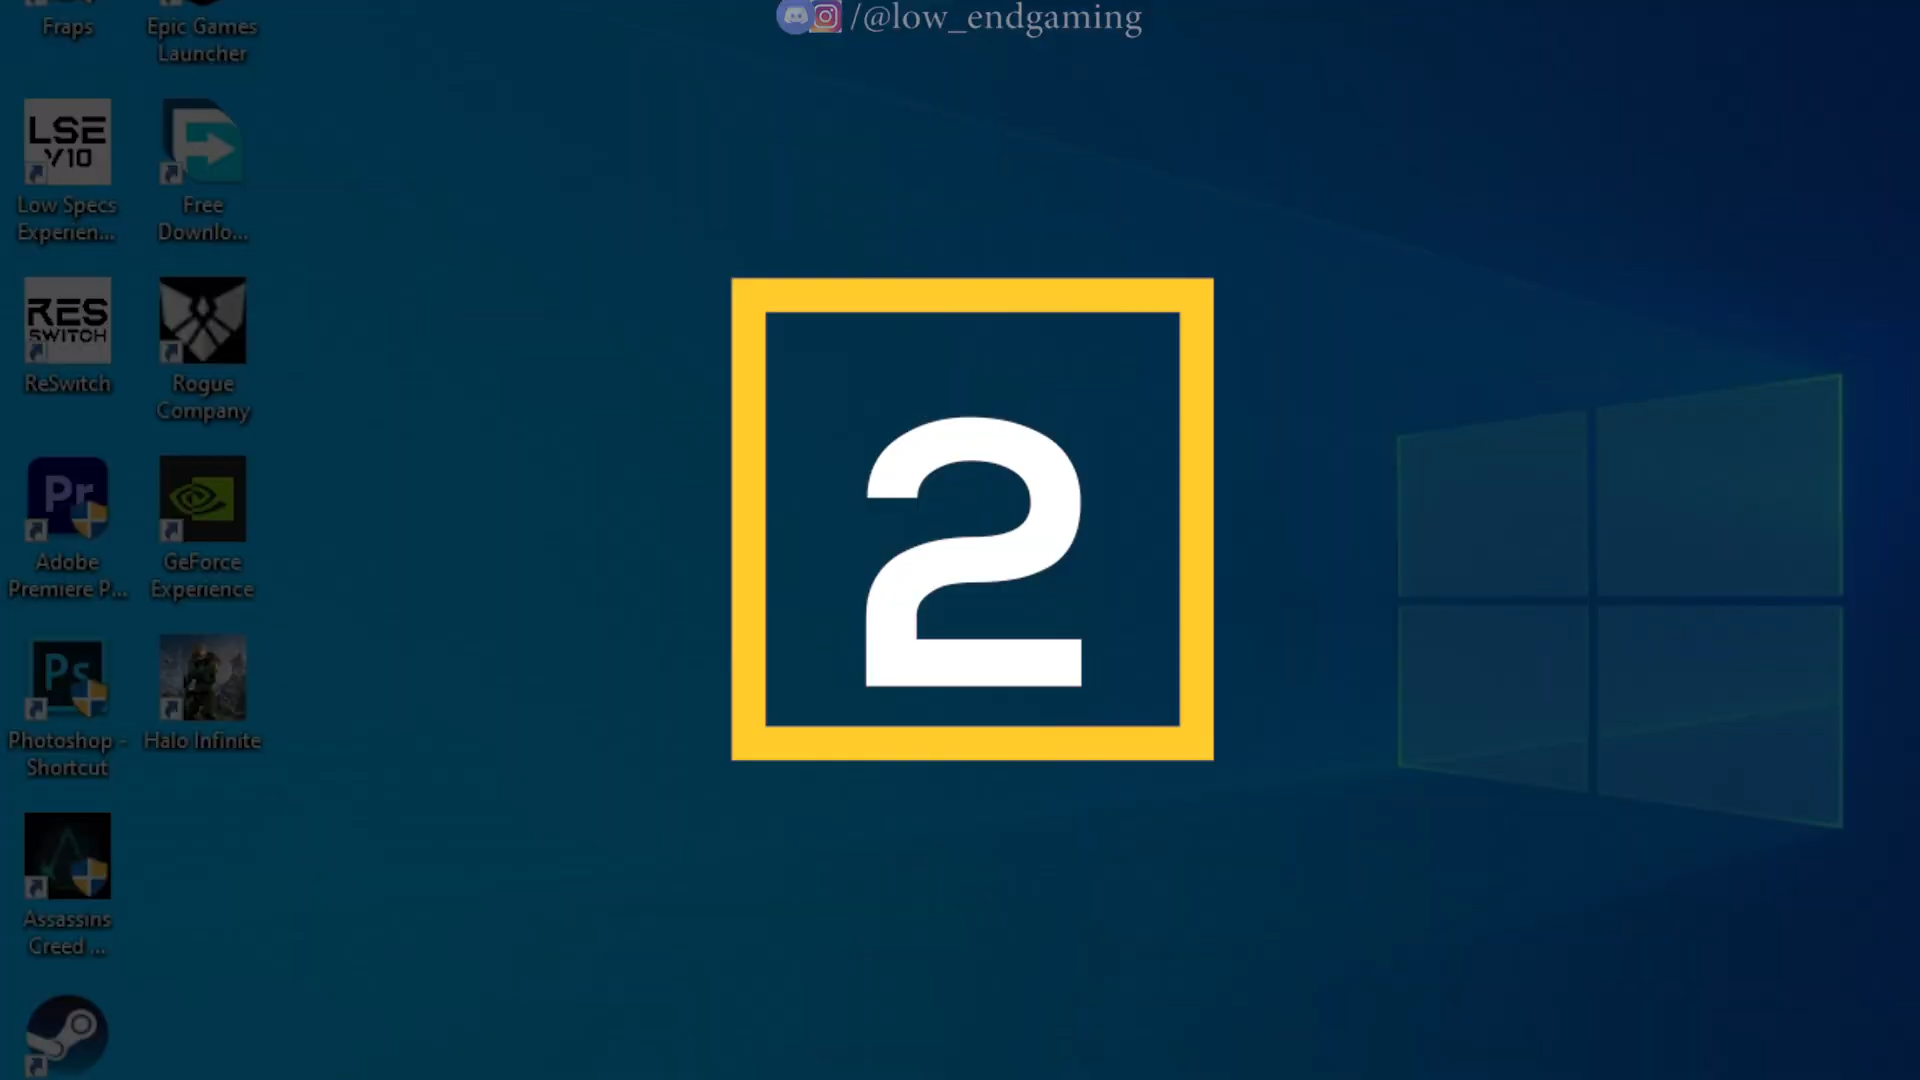 /@low_endgaming
Fraps
Epic Games
Launcher
LSE
V10
Low Specs
Experien...
Free
Downlo...
RES
SWITCH
ReSwitch
Rogue
Company
Pr
Adobe
Premiere P...
GeForce
Experience
Ps
Photoshop -
Shortcut
Halo Infinite
Assassins
Creed ...
2